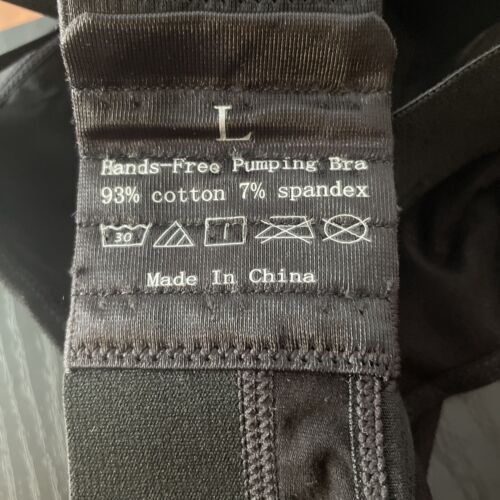 L
Hands-Free Pumping Bra
93% cotton 7% spandex
30
Made In China